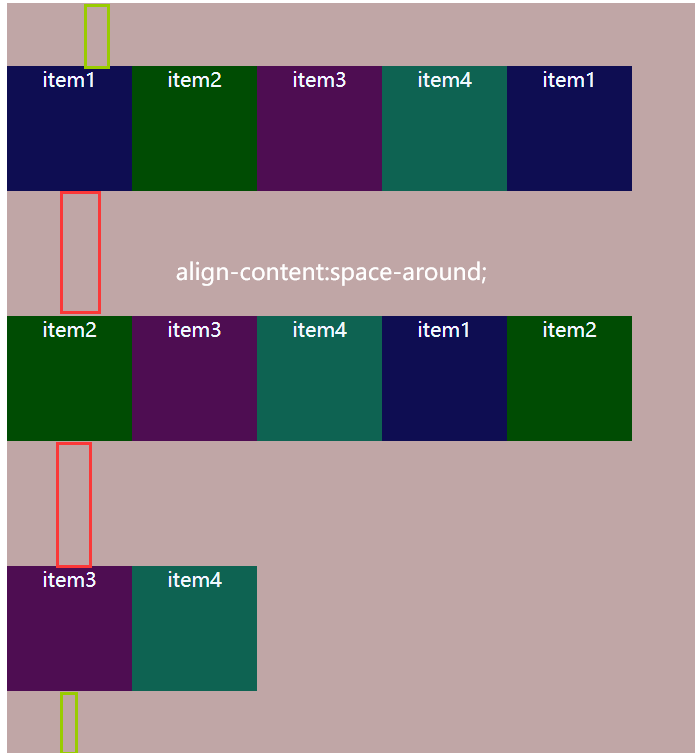 item1 item2 item3 item4 item1
align-content:space-around;
item2 item3 item4 item1 item2
item3 item4